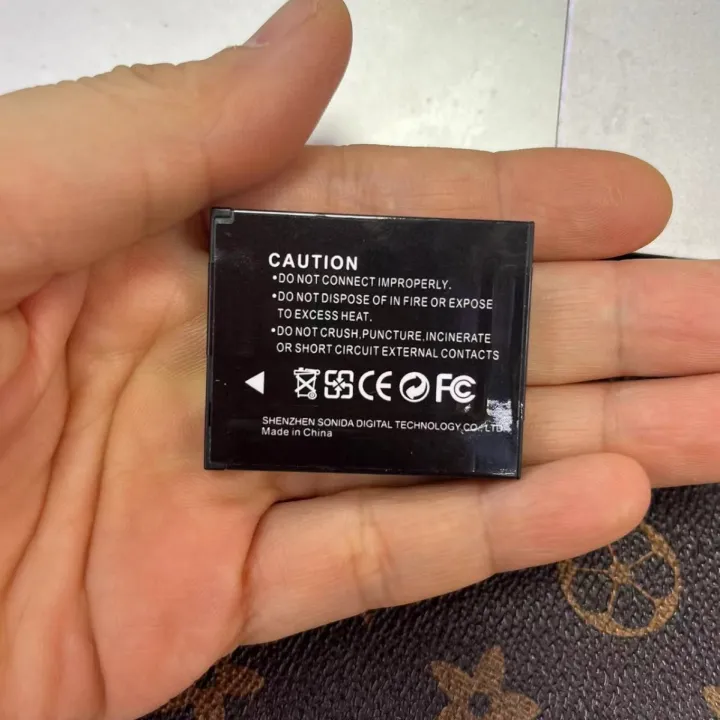 CAUTION
•DO NOT CONNECT IMPROPERLY.
•DO NOT DISPOSE OF IN FIRE OR EXPOSE
TO EXCESS HEAT.
•DO NOT CRUSH,PUNCTURE,INCINERATE
OR SHORT CIRCUIT EXTERNAL CONTACTS
CE FC
SHENZHEN SONIDA DIGITAL TECHNOLOGY CO.,LTD.
Made in China